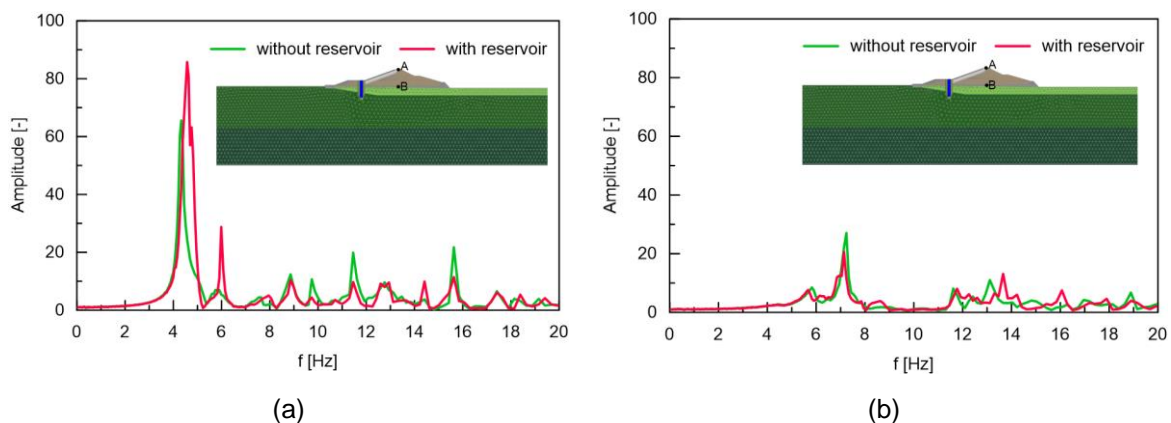 100
80
60
40
20
0
Amplitude [-]
without reservoir
with reservoir
A
B
0 2 4 6 8 10 12 14 16 18 20
f [Hz]
(a)
100
80
60
40
20
0
Amplitude [-]
without reservoir
with reservoir
A
B
0 2 4 6 8 10 12 14 16 18 20
f [Hz]
(b)